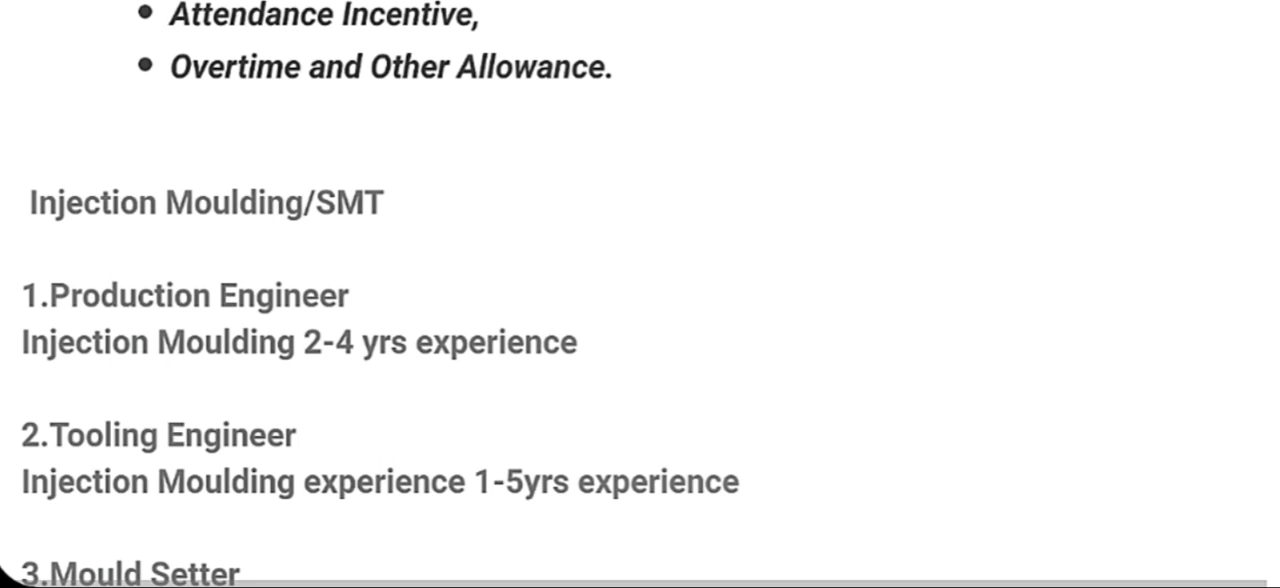 • Attendance Incentive,
• Overtime and Other Allowance.
Injection Moulding/SMT
1.Production Engineer
Injection Moulding 2-4 yrs experience
2.Tooling Engineer
Injection Moulding experience 1-5yrs experience
3.Mould Setter